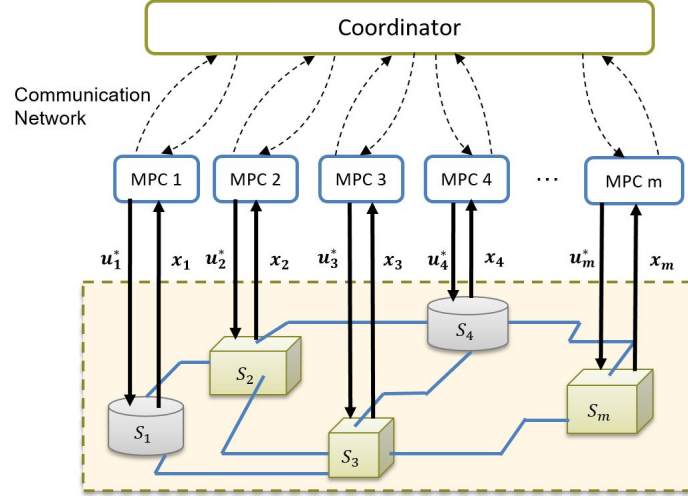 Coordinator
Communication
Network
MPC 1 MPC 2 MPC 3 MPC 4 ... MPC m
u₁* x₁ u₂* x₂ u₃* x₃ u₄* x₄ uₘ* xₘ
S₄
S₂
Sₘ
S₁
S₃